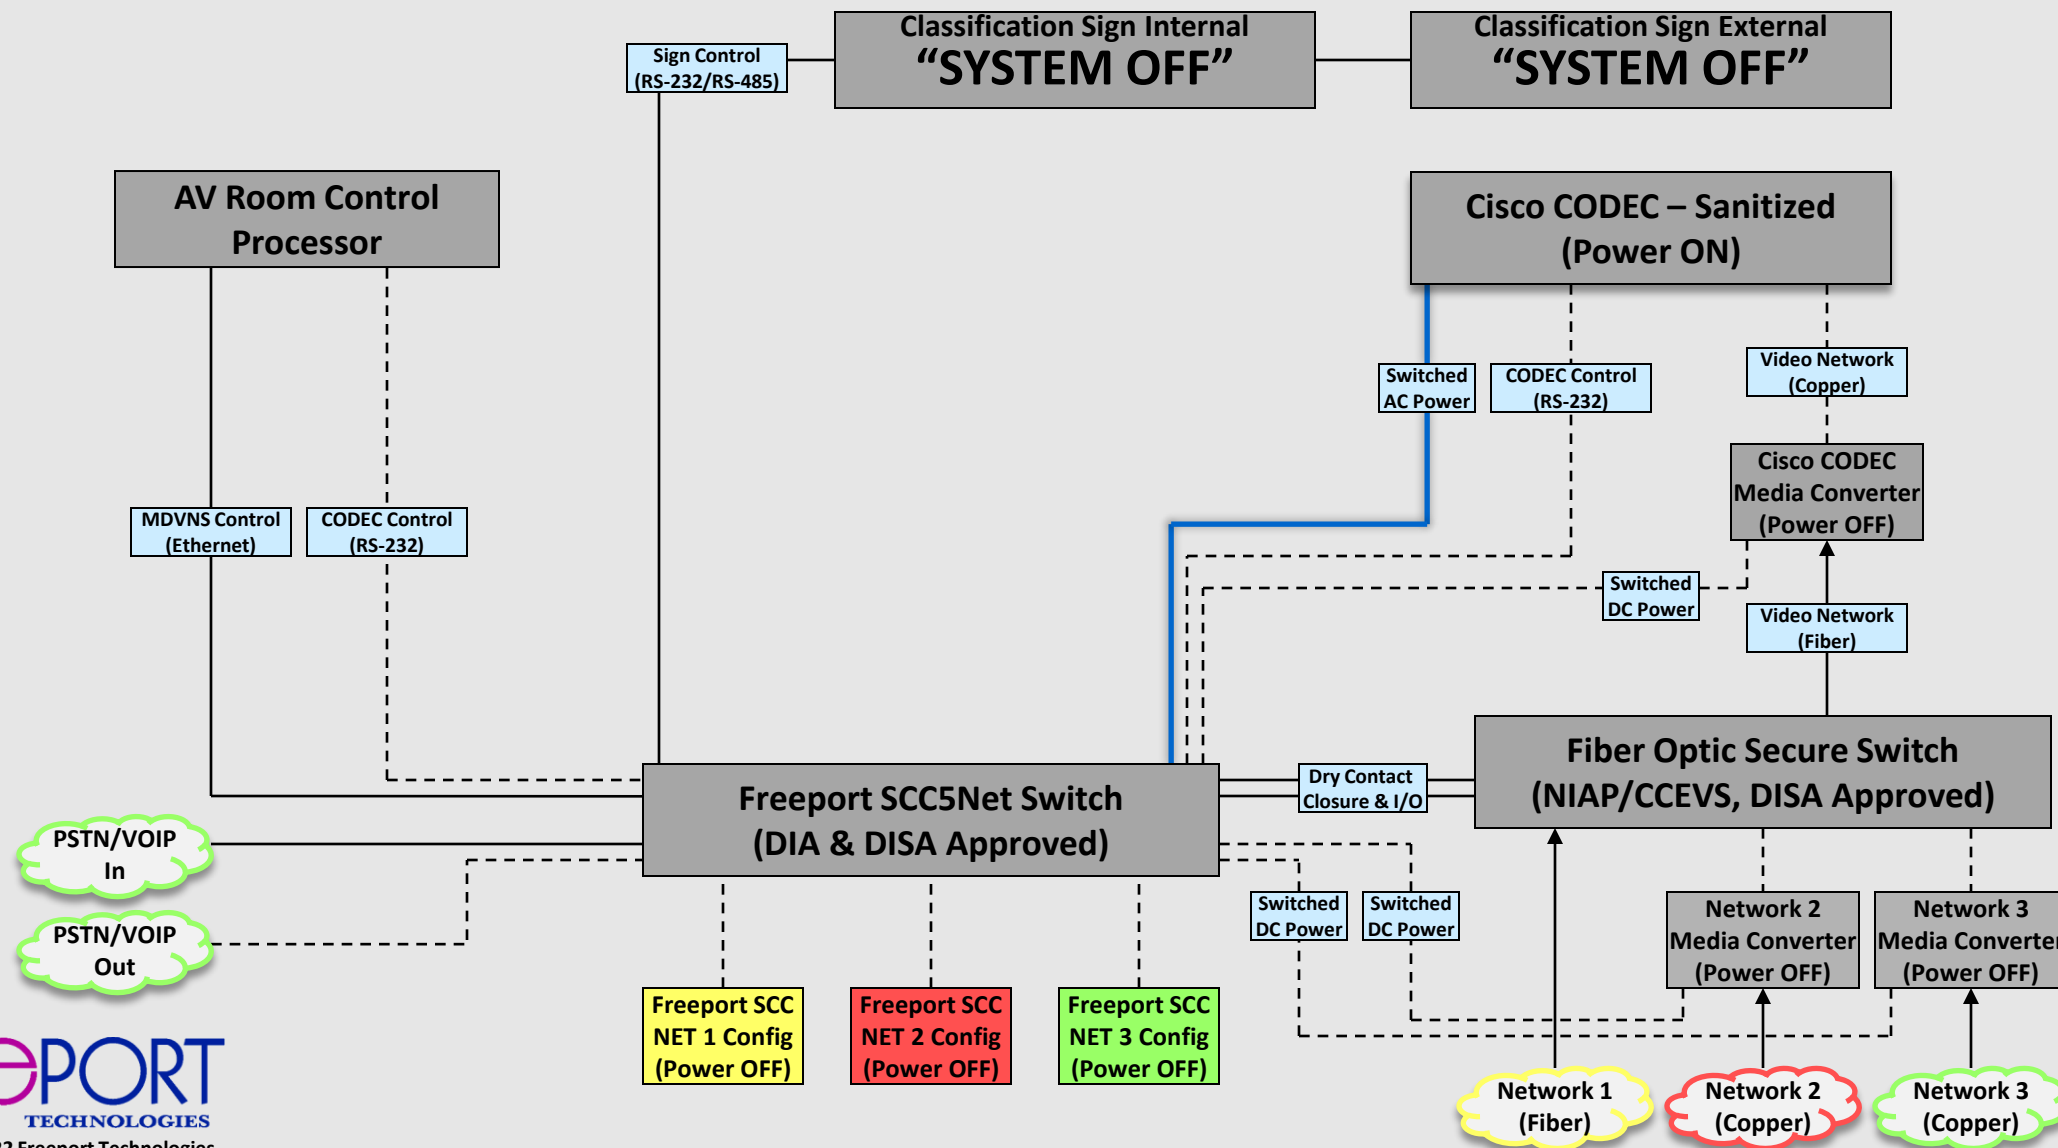 Classification Sign Internal
“SYSTEM OFF”
Classification Sign External
“SYSTEM OFF”
Sign Control
(RS-232/RS-485)
AV Room Control
Processor
Cisco CODEC – Sanitized
(Power ON)
Switched
AC Power
CODEC Control
(RS-232)
Video Network
(Copper)
Cisco CODEC
Media Converter
(Power OFF)
MDVNS Control
(Ethernet)
CODEC Control
(RS-232)
Switched
DC Power
Video Network
(Fiber)
Freeport SCC5Net Switch
(DIA & DISA Approved)
Dry Contact
Closure & I/O
Fiber Optic Secure Switch
(NIAP/CCEVS, DISA Approved)
PSTN/VOIP
In
PSTN/VOIP
Out
Switched
DC Power
Switched
DC Power
Network 2
Media Converter
(Power OFF)
Network 3
Media Converter
(Power OFF)
Freeport SCC
NET 1 Config
(Power OFF)
Freeport SCC
NET 2 Config
(Power OFF)
Freeport SCC
NET 3 Config
(Power OFF)
Network 1
(Fiber)
Network 2
(Copper)
Network 3
(Copper)
ePORT
TECHNOLOGIES
Freeport Technologies